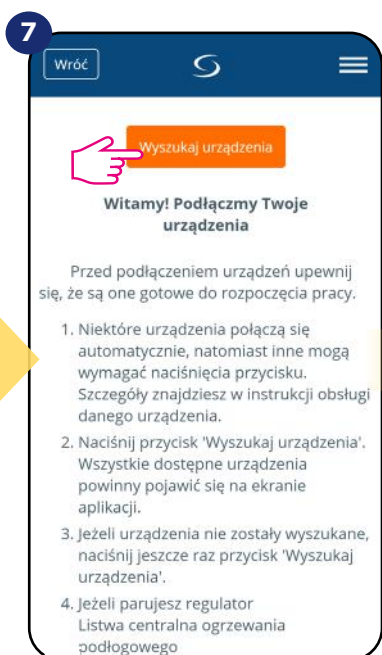 7
Wróć
Wyszukaj urządzenia
Witamy! Podłączmy Twoje
urządzenia
Przed podłączeniem urządzeń upewnij
się, że są one gotowe do rozpoczęcia pracy.
1. Niektóre urządzenia połączą się
automatycznie, natomiast inne mogą
wymagać naciśnięcia przycisku.
Szczegóły znajdziesz w instrukcji obsługi
danego urządzenia.
2. Naciśnij przycisk 'Wyszukaj urządzenia'.
Wszystkie dostępne urządzenia
powinny pojawić się na ekranie
aplikacji.
3. Jeżeli urządzenia nie zostały wyszukane,
naciśnij jeszcze raz przycisk 'Wyszukaj
urządzenia'.
4. Jeżeli parujesz regulator
Listwa centralna ogrzewania
podłogowego